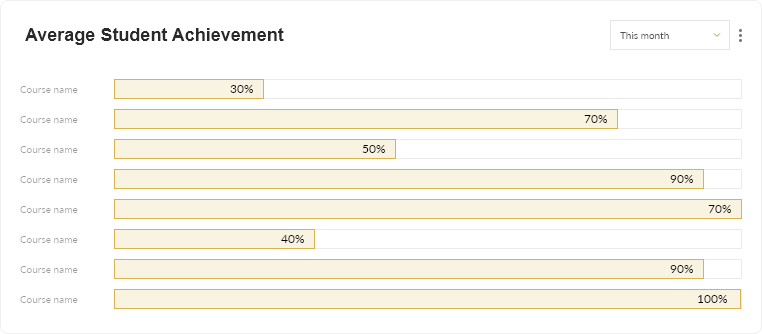 Average Student Achievement
This month
Course name 30%
Course name 70%
Course name 50%
Course name 90%
Course name 70%
Course name 40%
Course name 90%
Course name 100%